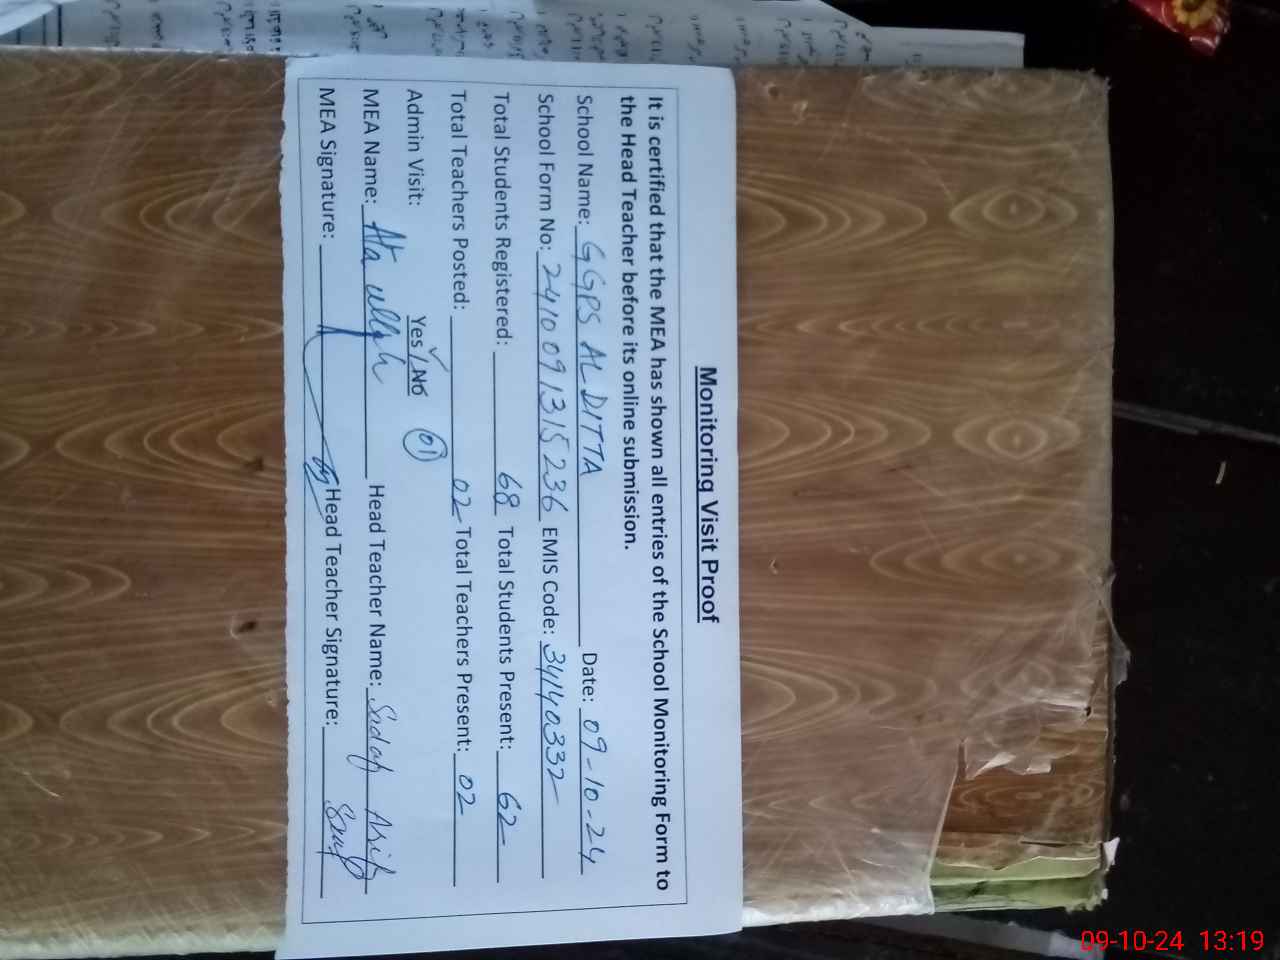 Monitoring Visit Proof
It is certified that the MEA has shown all entries of the School Monitoring Form to
the Head Teacher before its online submission.
School Name: GGPS AL DITTA Date: 09-10-24
School Form No: 2410091315236 EMIS Code: 34140332
Total Students Registered: 68 Total Students Present: 62
Total Teachers Posted: 02 Total Teachers Present: 02
Admin Visit: Yes / No 01
MEA Name: Ata ullah Head Teacher Name: Sadaf Asif
MEA Signature: Head Teacher Signature:
09-10-24 13:19